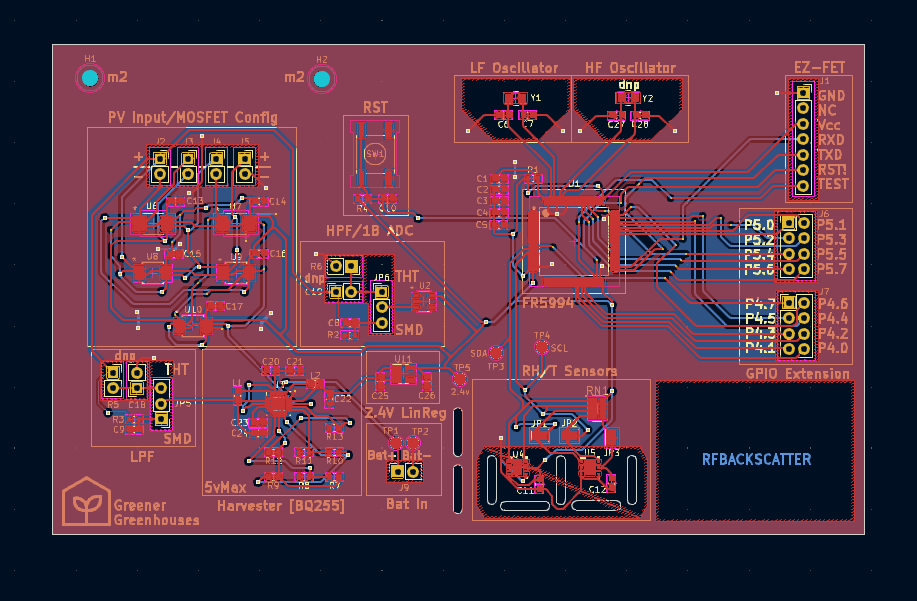 H1
m2
m2
H2
LF Oscillator
HF Oscillator
EZ-FET
dnp
Y1
Y2
C6
C7
C27
C28
J1
GND
NC
Vcc
RXD
TXD
RST!
TEST
PV Input/MOSFET Config
J2
J3
J4
J5
+
+
-
-
RST
SW1
R4
C1
C2
C3
C4
C5
R1
U1
FR5994
U6
C13
U7
C14
U8
C15
U9
C16
U10
C17
HPF/1B ADC
R6
dnp
C19
JP6
THT
U2
C8
R2
SMD
J6
P5.0
P5.1
P5.2
P5.3
P5.4
P5.5
P5.6
P5.7
J7
P4.7
P4.6
P4.5
P4.4
P4.3
P4.2
P4.1
P4.0
GPIO Extension
SDA
TP3
TP4
SCL
TP5
2.4v
dnp
THT
R5
C18
JP5
R3
C9
SMD
LPF
C20
C21
L1
L2
C22
C23
C24
R13
R12
R11
R10
R9
R8
R7
5vMax
Harvester [BQ255]
UL1
C25
C26
2.4V LinReg
TP1
TP2
Bat+
Bat-
J9
Bat In
RH/T Sensors
RN1
JP1
JP2
JP3
U4
U5
C11
C12
RFBACKSCATTER
Greener
Greenhouses